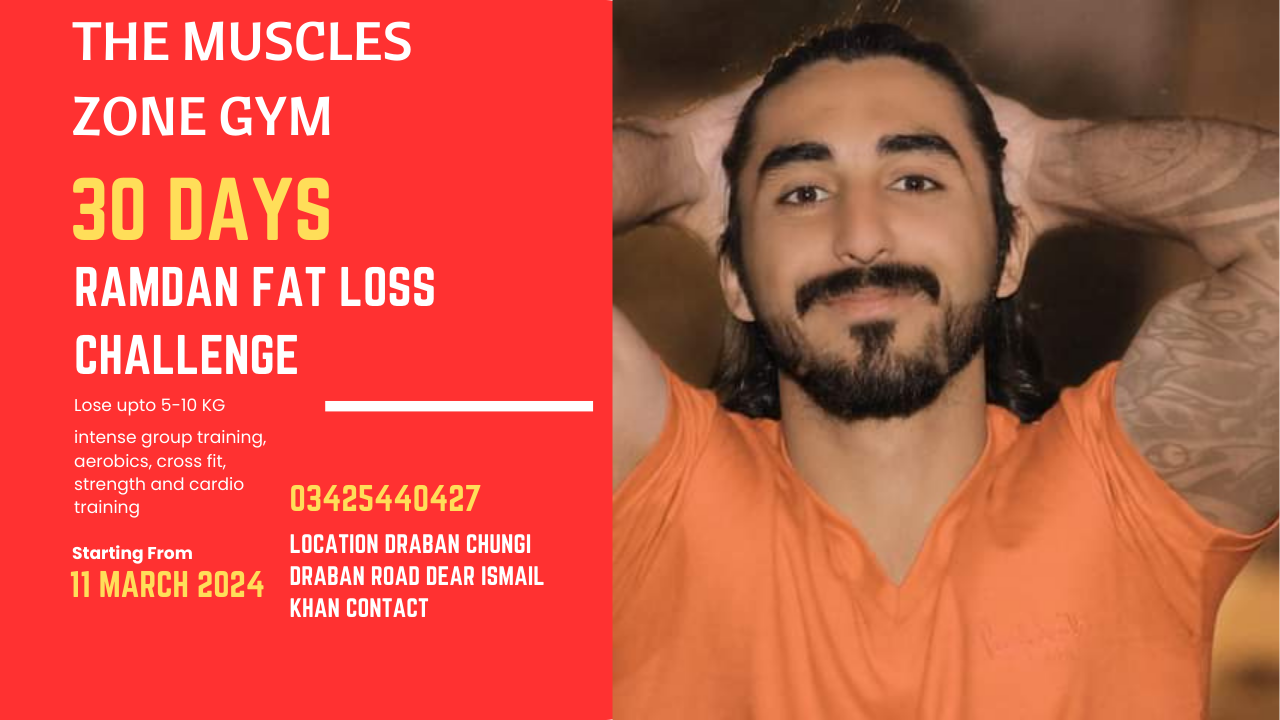 THE MUSCLES
ZONE GYM
30 DAYS
RAMDAN FAT LOSS
CHALLENGE
Lose upto 5-10 KG
intense group training,
aerobics, cross fit,
strength and cardio
training
Starting From
11 MARCH 2024
03425440427
LOCATION DRABAN CHUNGI
DRABAN ROAD DEAR ISMAIL
KHAN CONTACT